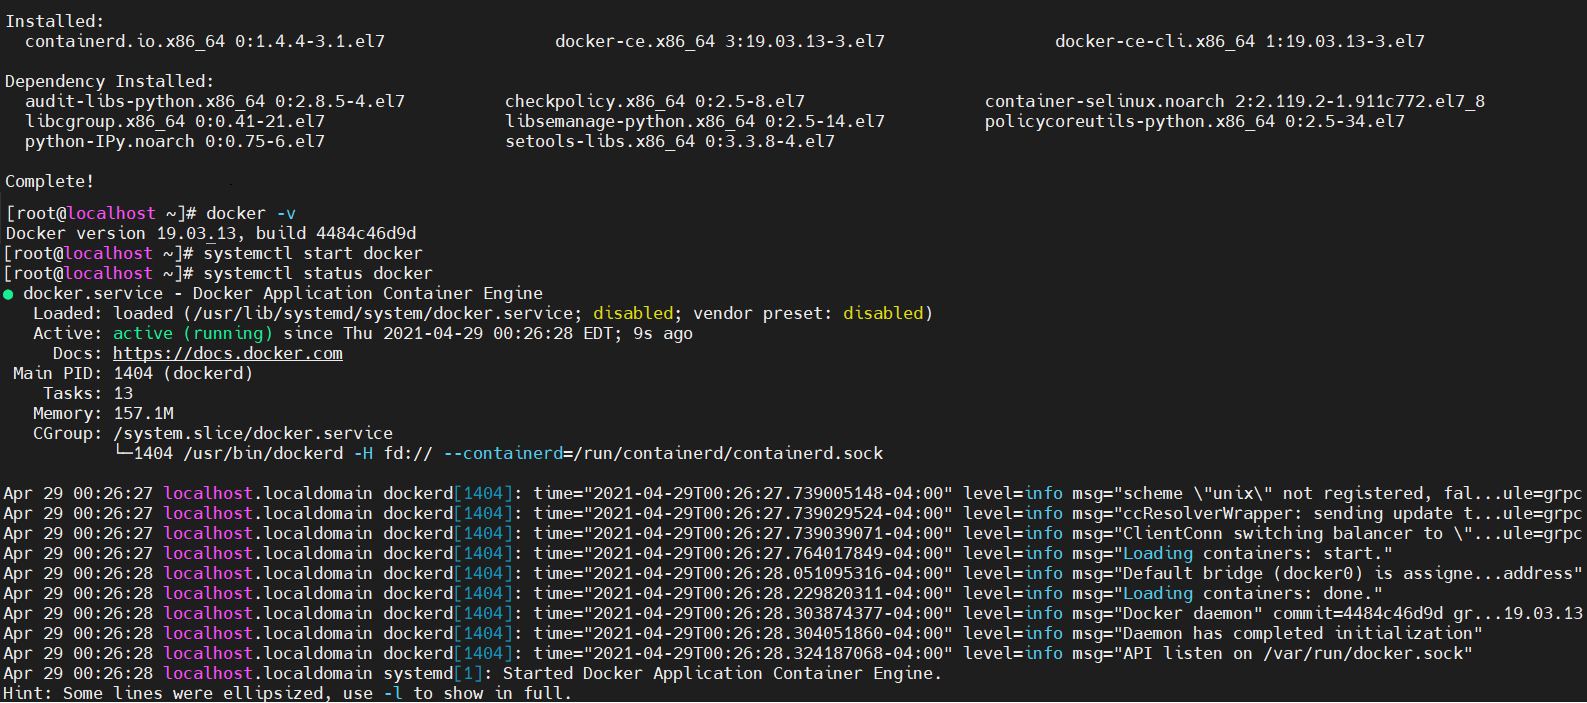 Installed:
containerd.io.x86_64 0:1.4.4-3.1.el7 docker-ce.x86_64 3:19.03.13-3.el7 docker-ce-cli.x86_64 1:19.03.13-3.el7
Dependency Installed:
audit-libs-python.x86_64 0:2.8.5-4.el7 checkpolicy.x86_64 0:2.5-8.el7 container-selinux.noarch 2:2.119.2-1.911c772.el7_8
libcgroup.x86_64 0:0.41-21.el7 libsemanage-python.x86_64 0:2.5-14.el7 policycoreutils-python.x86_64 0:2.5-34.el7
python-IPy.noarch 0:0.75-6.el7 setools-libs.x86_64 0:3.3.8-4.el7
Complete!
[root@localhost ~]# docker -v
Docker version 19.03.13, build 4484c46d9d
[root@localhost ~]# systemctl start docker
[root@localhost ~]# systemctl status docker
● docker.service - Docker Application Container Engine
Loaded: loaded (/usr/lib/systemd/system/docker.service; disabled; vendor preset: disabled)
Active: active (running) since Thu 2021-04-29 00:26:28 EDT; 9s ago
Docs: https://docs.docker.com
Main PID: 1404 (dockerd)
Tasks: 13
Memory: 157.1M
CGroup: /system.slice/docker.service
└─1404 /usr/bin/dockerd -H fd:// --containerd=/run/containerd/containerd.sock
Apr 29 00:26:27 localhost.localdomain dockerd[1404]: time="2021-04-29T00:26:27.739005148-04:00" level=info msg="scheme \"unix\" not registered, fal...ule=grpc
Apr 29 00:26:27 localhost.localdomain dockerd[1404]: time="2021-04-29T00:26:27.739029524-04:00" level=info msg="ccResolverWrapper: sending update t...ule=grpc
Apr 29 00:26:27 localhost.localdomain dockerd[1404]: time="2021-04-29T00:26:27.739039071-04:00" level=info msg="ClientConn switching balancer to \"...ule=grpc
Apr 29 00:26:27 localhost.localdomain dockerd[1404]: time="2021-04-29T00:26:27.764017849-04:00" level=info msg="Loading containers: start."
Apr 29 00:26:28 localhost.localdomain dockerd[1404]: time="2021-04-29T00:26:28.051095316-04:00" level=info msg="Default bridge (docker0) is assigne...address"
Apr 29 00:26:28 localhost.localdomain dockerd[1404]: time="2021-04-29T00:26:28.229820311-04:00" level=info msg="Loading containers: done."
Apr 29 00:26:28 localhost.localdomain dockerd[1404]: time="2021-04-29T00:26:28.303874377-04:00" level=info msg="Docker daemon" commit=4484c46d9d gr...19.03.13
Apr 29 00:26:28 localhost.localdomain dockerd[1404]: time="2021-04-29T00:26:28.304051860-04:00" level=info msg="Daemon has completed initialization"
Apr 29 00:26:28 localhost.localdomain dockerd[1404]: time="2021-04-29T00:26:28.324187068-04:00" level=info msg="API listen on /var/run/docker.sock"
Apr 29 00:26:28 localhost.localdomain systemd[1]: Started Docker Application Container Engine.
Hint: Some lines were ellipsized, use -l to show in full.